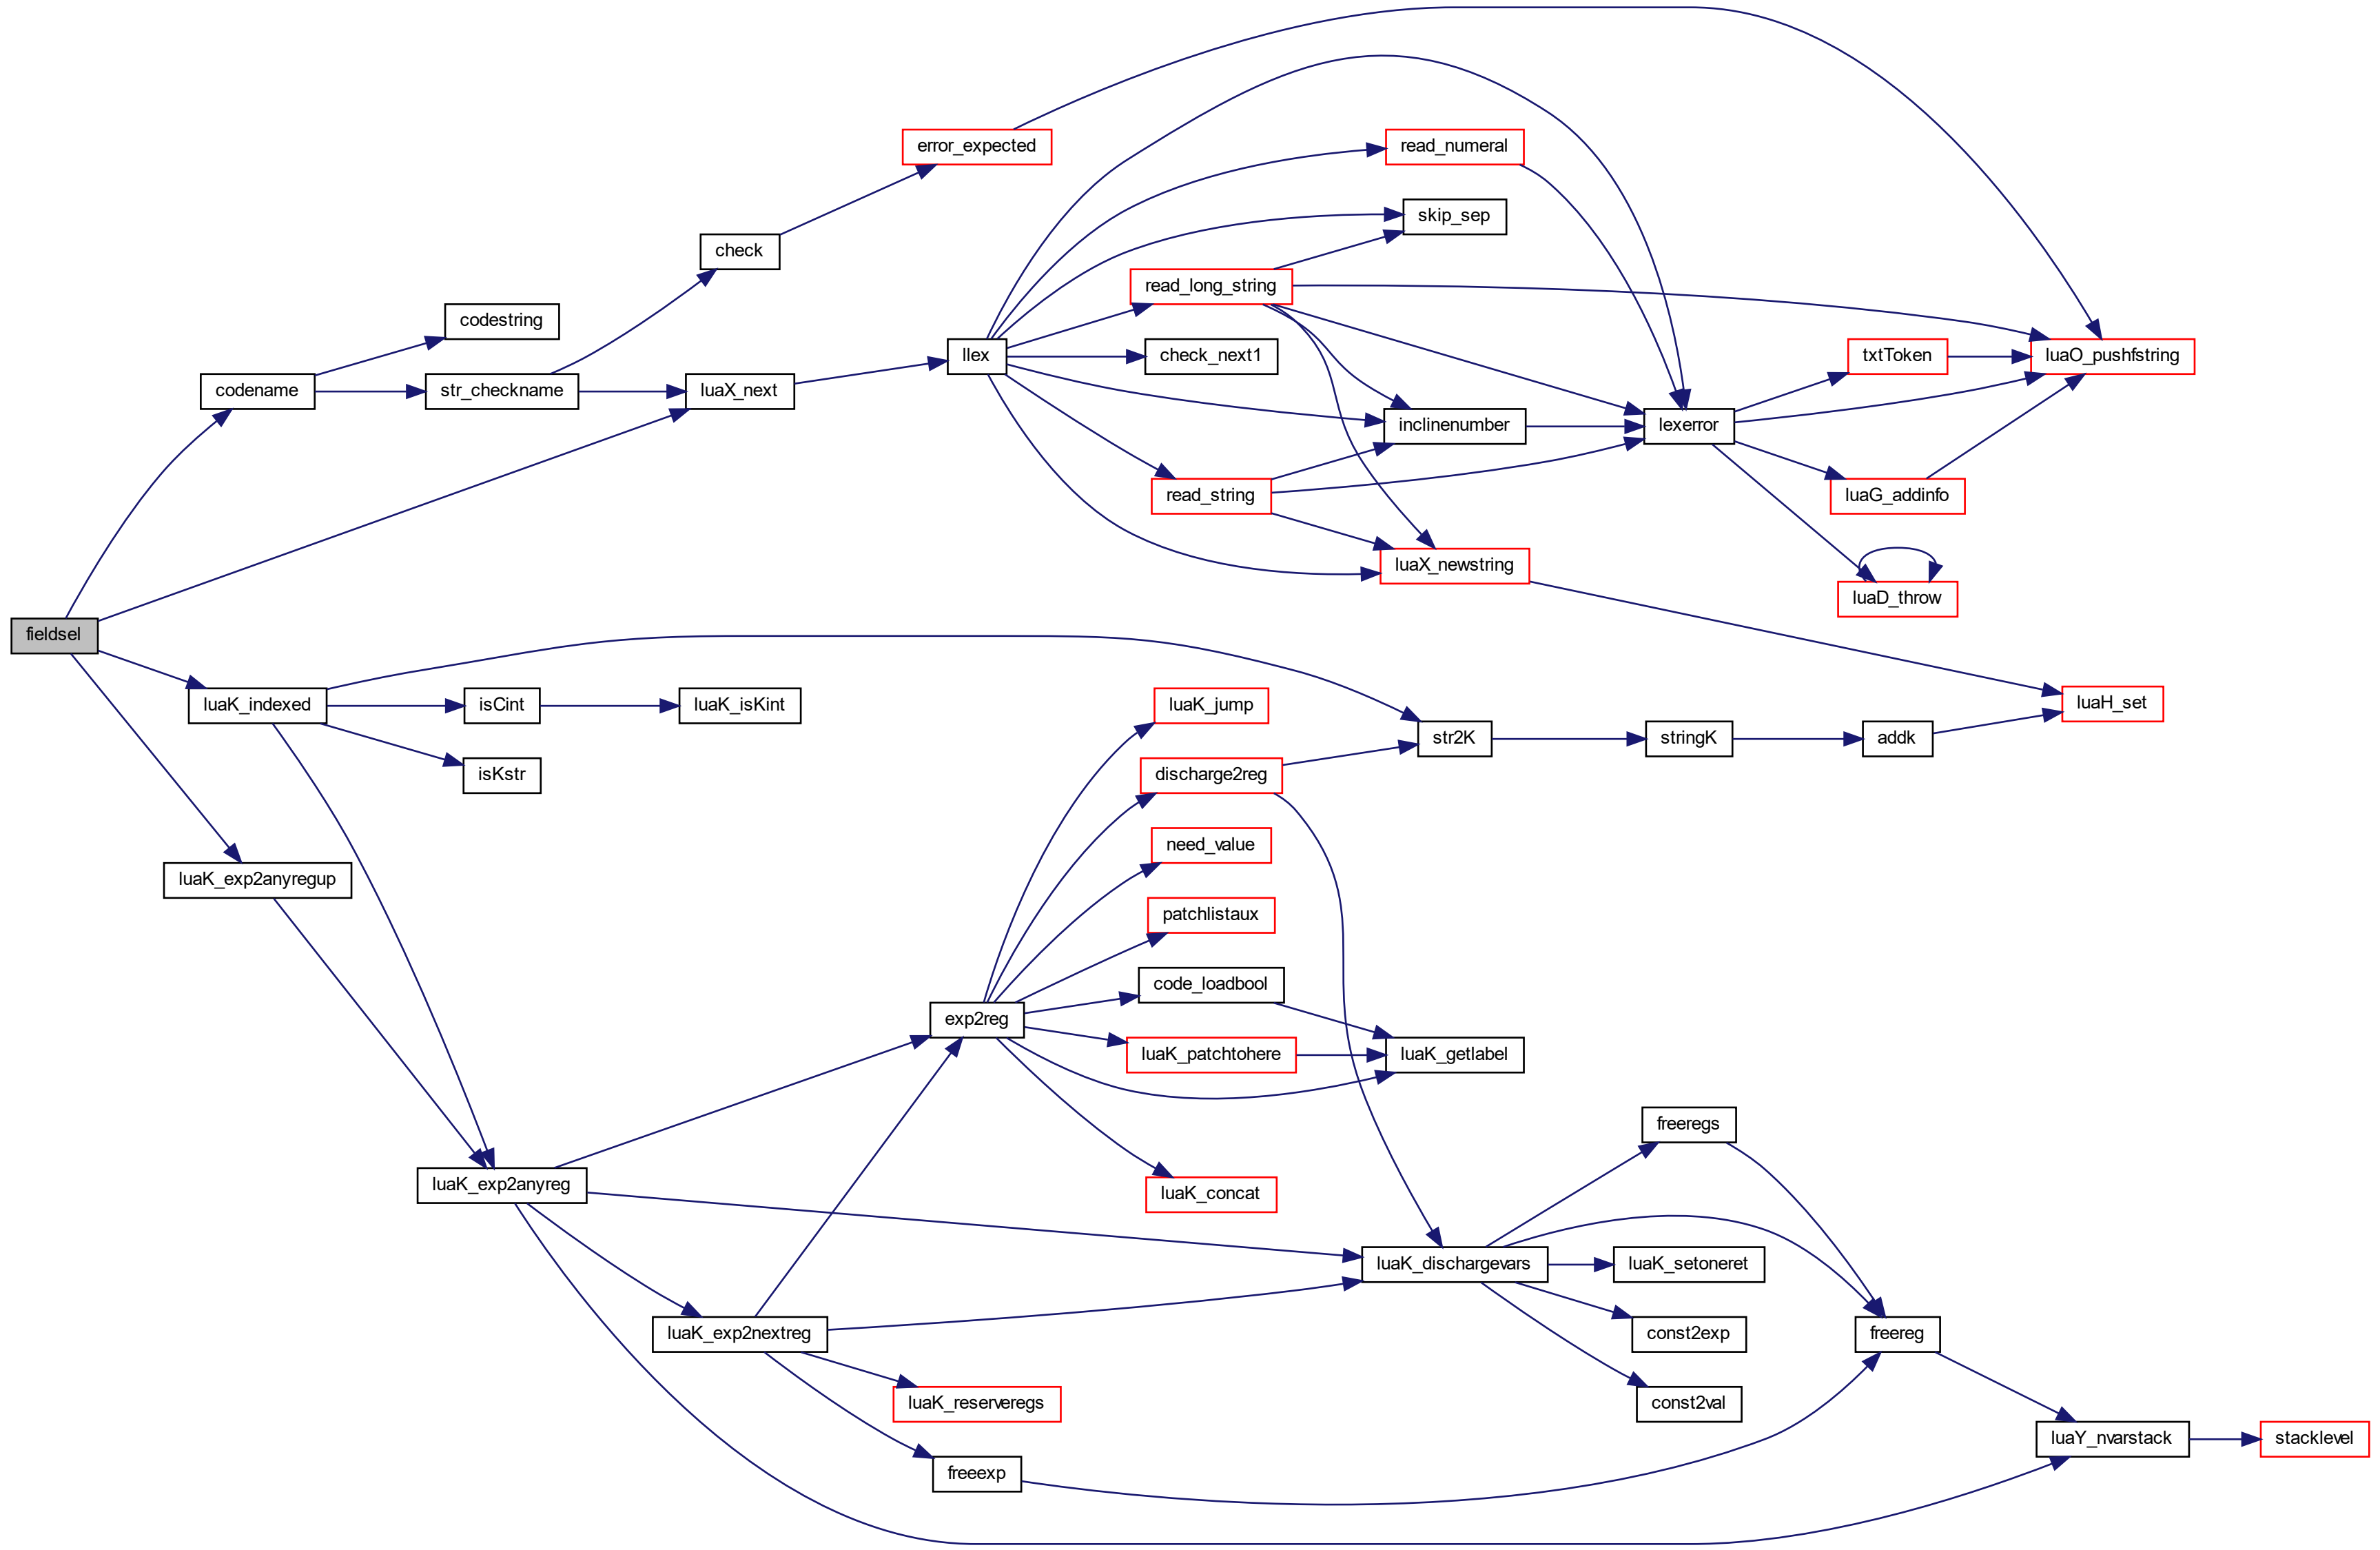 error_expected
read_numeral
skip_sep
check
read_long_string
codestring
llex
check_next1
txtToken
luaO_pushfstring
codename
str_checkname
luaX_next
inclinenumber
lexerror
read_string
luaG_addinfo
luaX_newstring
luaD_throw
fieldsel
luaK_indexed
isCint
luaK_isKint
luaK_jump
luaH_set
str2K
stringK
addk
isKstr
discharge2reg
need_value
luaK_exp2anyregup
patchlistaux
code_loadbool
exp2reg
luaK_patchtohere
luaK_getlabel
freeregs
luaK_exp2anyreg
luaK_concat
luaK_dischargevars
luaK_setoneret
luaK_exp2nextreg
const2exp
freereg
luaK_reserveregs
const2val
luaY_nvarstack
stacklevel
freeexp